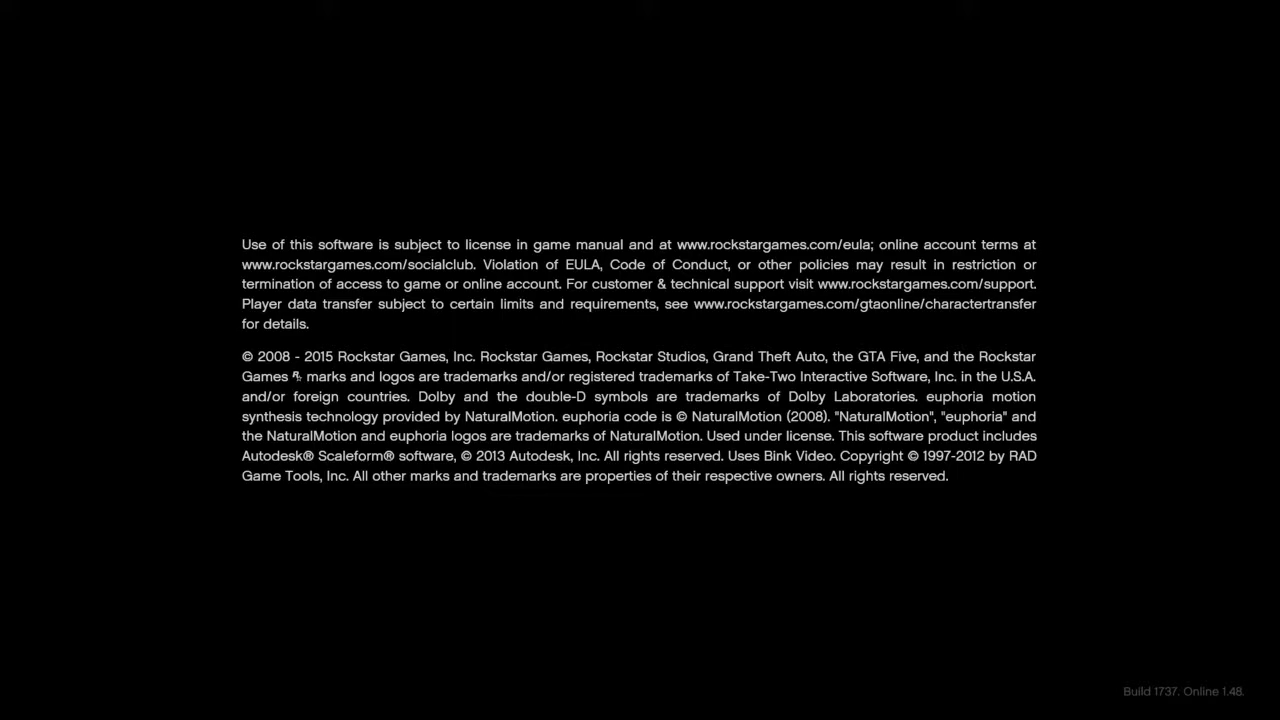 Use of this software is subject to license in game manual and at www.rockstargames.com/eula; online account terms at
www.rockstargames.com/socialclub. Violation of EULA, Code of Conduct, or other policies may result in restriction or
termination of access to game or online account. For customer & technical support visit www.rockstargames.com/support.
Player data transfer subject to certain limits and requirements, see www.rockstargames.com/gtaonline/charactertransfer
for details.
© 2008 - 2015 Rockstar Games, Inc. Rockstar Games, Rockstar Studios, Grand Theft Auto, the GTA Five, and the Rockstar
Games R* marks and logos are trademarks and/or registered trademarks of Take-Two Interactive Software, Inc. in the U.S.A.
and/or foreign countries. Dolby and the double-D symbols are trademarks of Dolby Laboratories. euphoria motion
synthesis technology provided by NaturalMotion. euphoria code is © NaturalMotion (2008). "NaturalMotion", "euphoria" and
the NaturalMotion and euphoria logos are trademarks of NaturalMotion. Used under license. This software product includes
Autodesk® Scaleform® software, © 2013 Autodesk, Inc. All rights reserved. Uses Bink Video. Copyright © 1997-2012 by RAD
Game Tools, Inc. All other marks and trademarks are properties of their respective owners. All rights reserved.
Build 1737. Online 1.48.